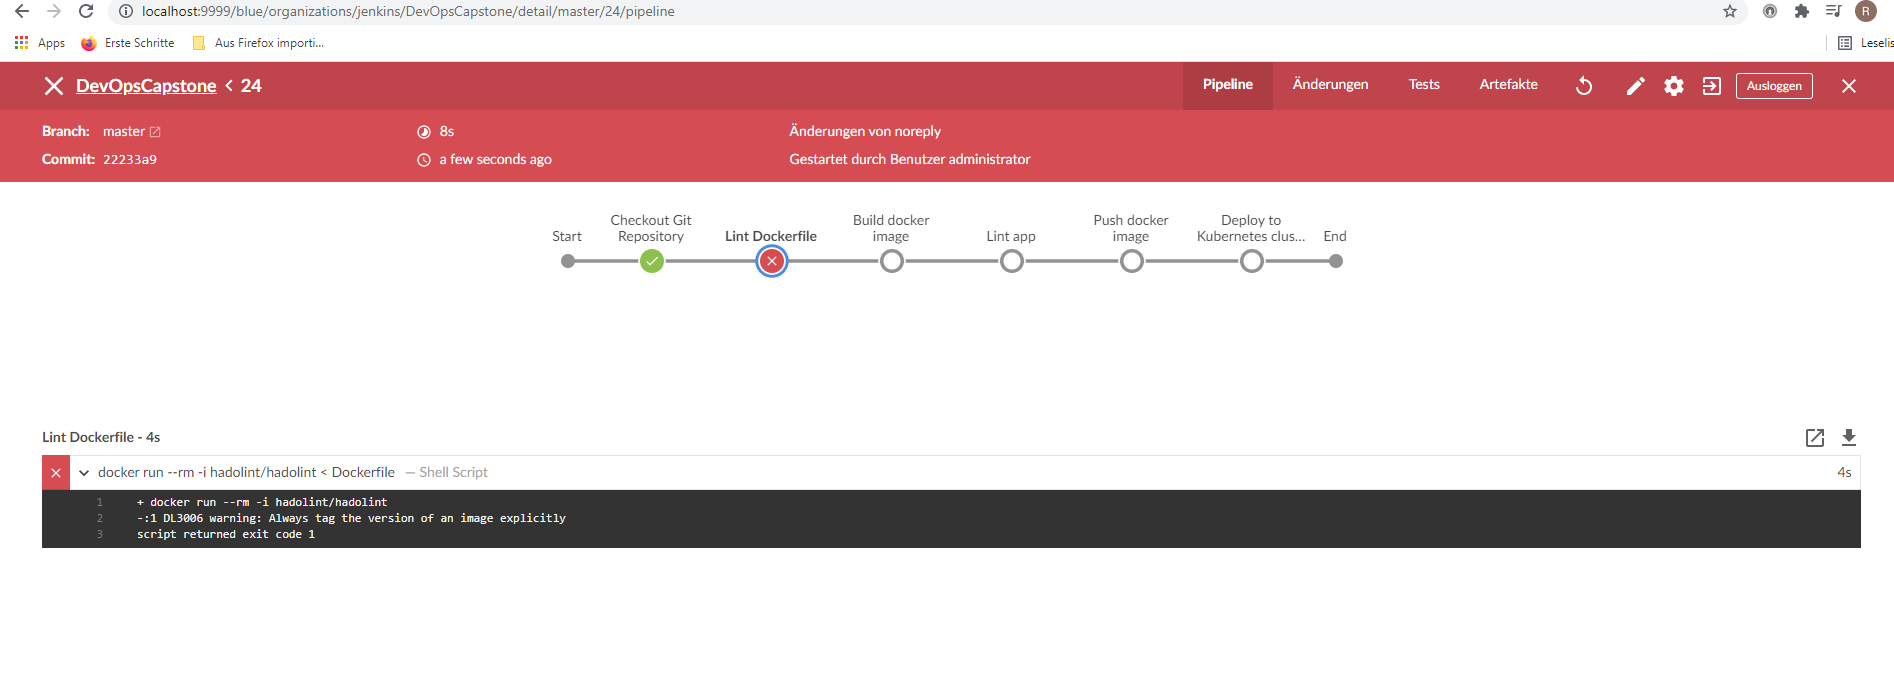 localhost:9999/blue/organizations/jenkins/DevOpsCapstone/detail/master/24/pipeline
R
Apps
Erste Schritte
Aus Firefox importi...
Leselis
DevOpsCapstone < 24
Pipeline
Änderungen
Tests
Artefakte
Ausloggen
Branch: master
8s
Änderungen von noreply
Commit: 22233a9
a few seconds ago
Gestartet durch Benutzer administrator
Start
Checkout Git
Repository
Lint Dockerfile
Build docker
image
Lint app
Push docker
image
Deploy to
Kubernetes clus...
End
Lint Dockerfile - 4s
docker run --rm -i hadolint/hadolint < Dockerfile — Shell Script
4s
1 + docker run --rm -i hadolint/hadolint
2 -:1 DL3006 warning: Always tag the version of an image explicitly
3 script returned exit code 1